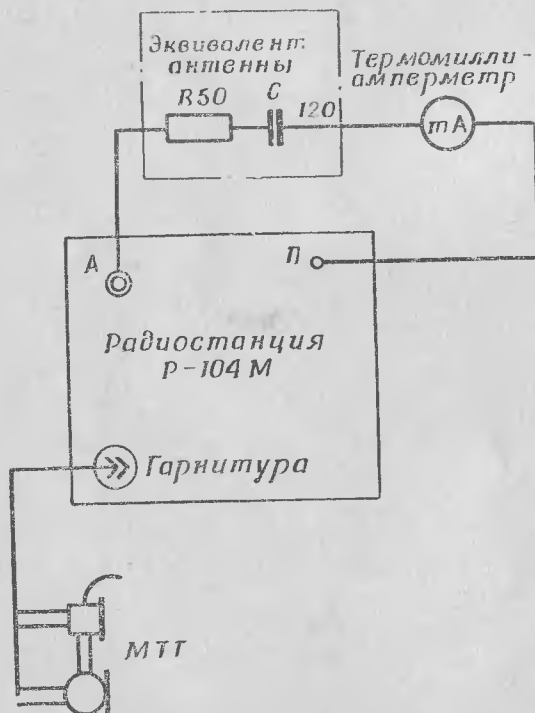 Эквивалент
антенны
R50
C
120
Термомилли-
амперметр
mA
А
П
Радиостанция
Р-104 М
Гарнитура
МТТ